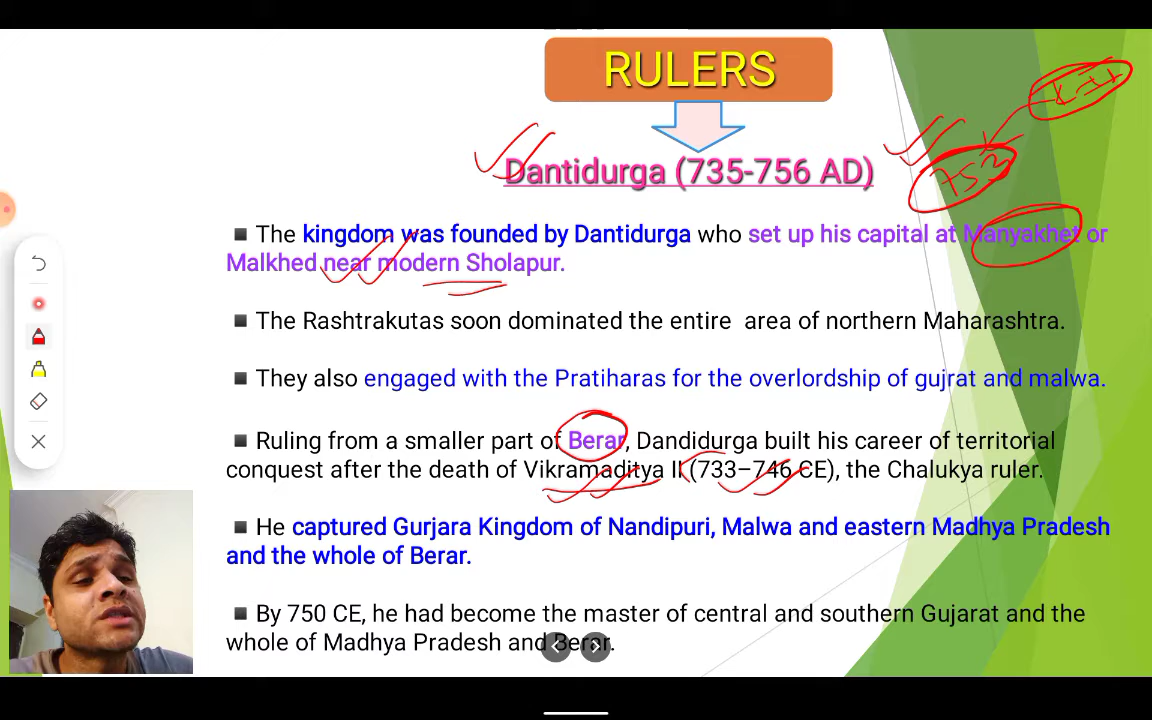 RULERS
Dantidurga (735-756 AD)
753
▪ The kingdom was founded by Dantidurga who set up his capital at Manyakhet or
Malkhed near modern Sholapur.
▪ The Rashtrakutas soon dominated the entire area of northern Maharashtra.
▪ They also engaged with the Pratiharas for the overlordship of gujrat and malwa.
▪ Ruling from a smaller part of Berar, Dandidurga built his career of territorial
conquest after the death of Vikramaditya II (733–746 CE), the Chalukya ruler.
▪ He captured Gurjara Kingdom of Nandipuri, Malwa and eastern Madhya Pradesh
and the whole of Berar.
▪ By 750 CE, he had become the master of central and southern Gujarat and the
whole of Madhya Pradesh and Berar.